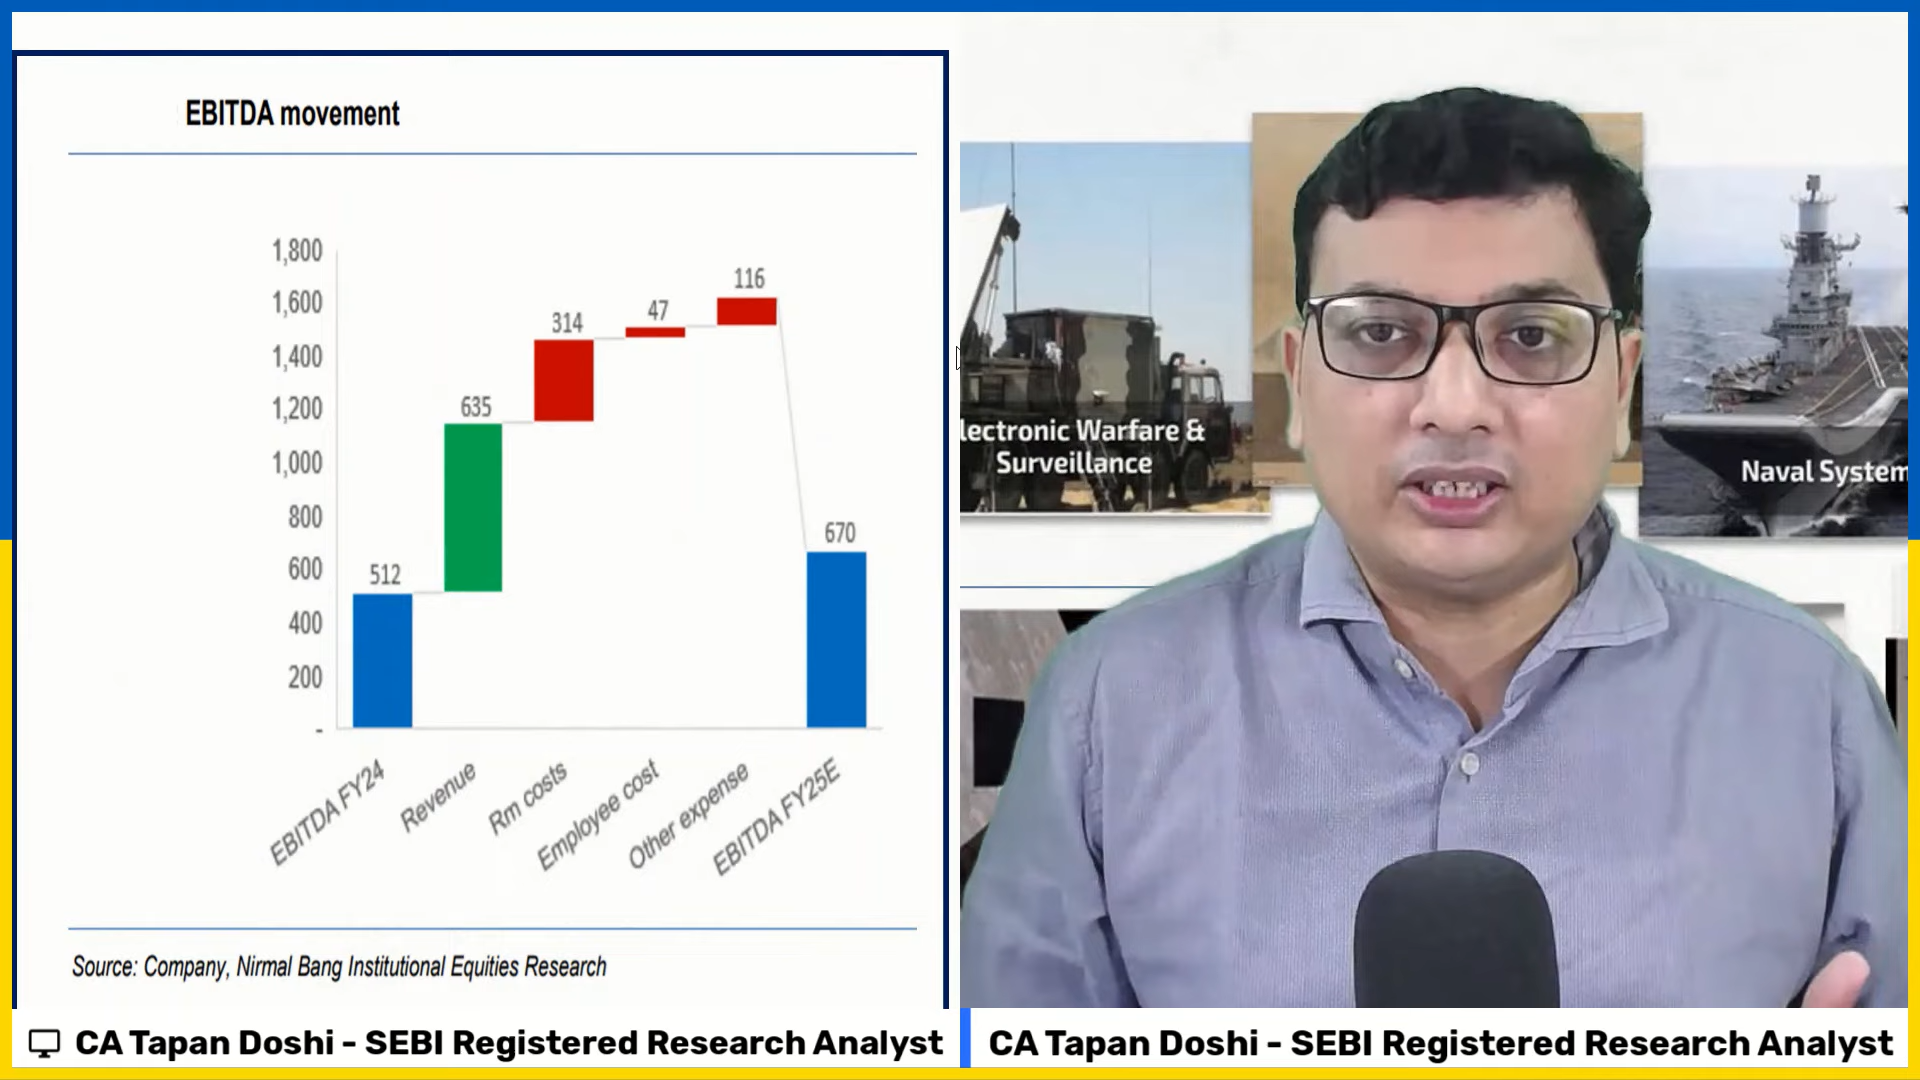 EBITDA movement
1,800
1,600
1,400
1,200
1,000
800
600
400
200
-
512
635
314
47
116
670
EBITDA FY24
Revenue
Rm costs
Employee cost
Other expense
EBITDA FY25E
Source: Company, Nirmal Bang Institutional Equities Research
CA Tapan Doshi - SEBI Registered Research Analyst
lectronic Warfare &
Surveillance
Naval System
CA Tapan Doshi - SEBI Registered Research Analyst